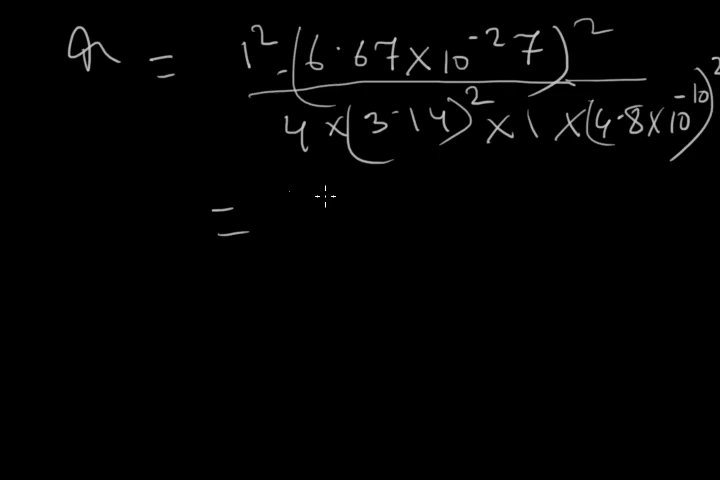 r = 1² · (6.67×10⁻²7)²
4 × (3.14)² × 1 × (4.8×10⁻¹⁰)²
=